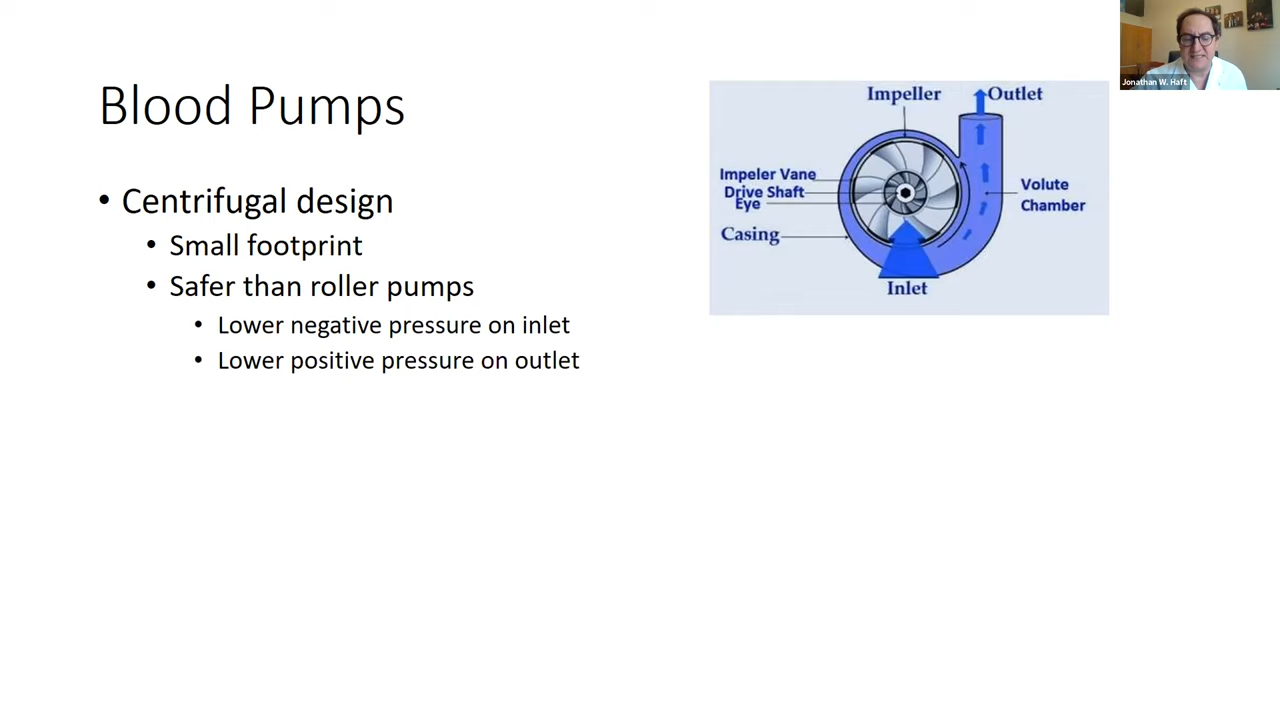 Blood Pumps
• Centrifugal design
• Small footprint
• Safer than roller pumps
• Lower negative pressure on inlet
• Lower positive pressure on outlet
Impeller
Outlet
Impeler Vane
Drive Shaft
Eye
Casing
Volute
Chamber
Inlet
Jonathan W. Haft